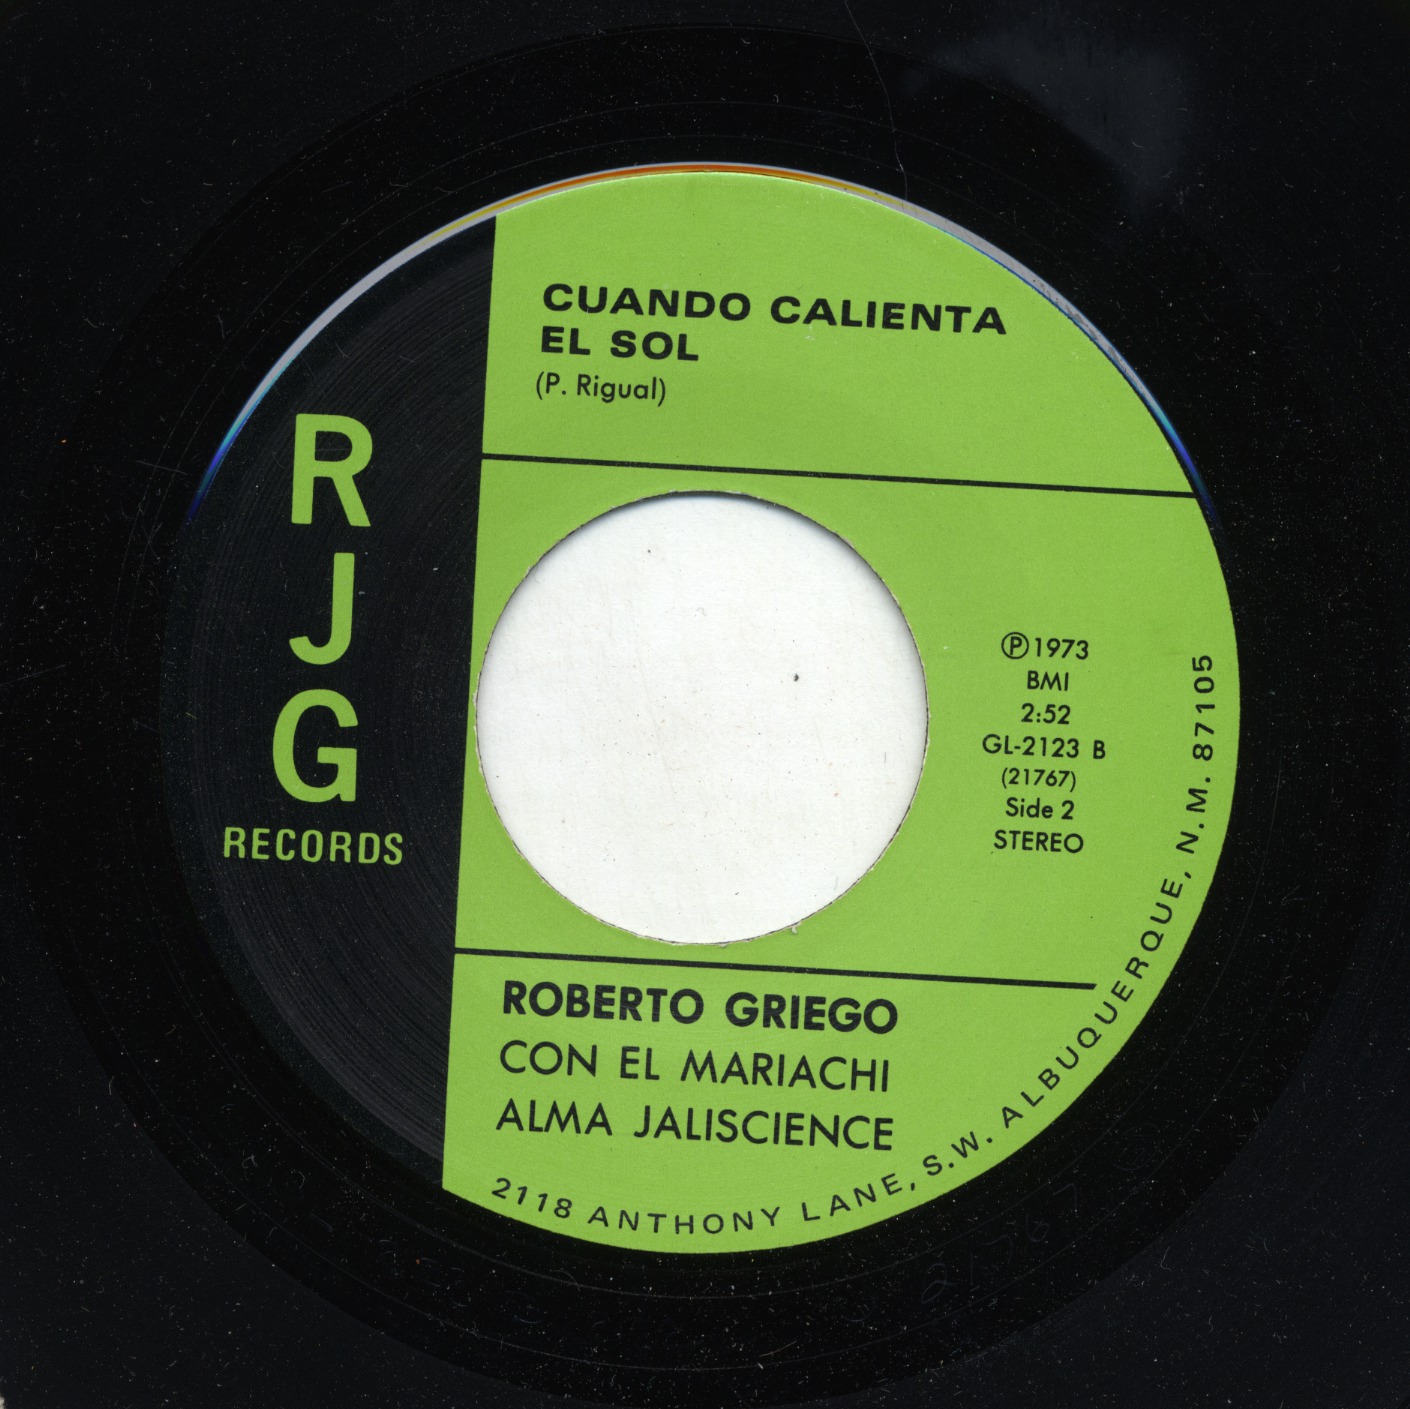 CUANDO CALIENTA
EL SOL
(P. Rigual)
R
J
G
RECORDS
Ⓟ1973
BMI
2:52
GL-2123 B
(21767)
Side 2
STEREO
ROBERTO GRIEGO
CON EL MARIACHI
ALMA JALISCIENCE
2118 ANTHONY LANE, S.W. ALBUQUERQUE, N.M. 87105